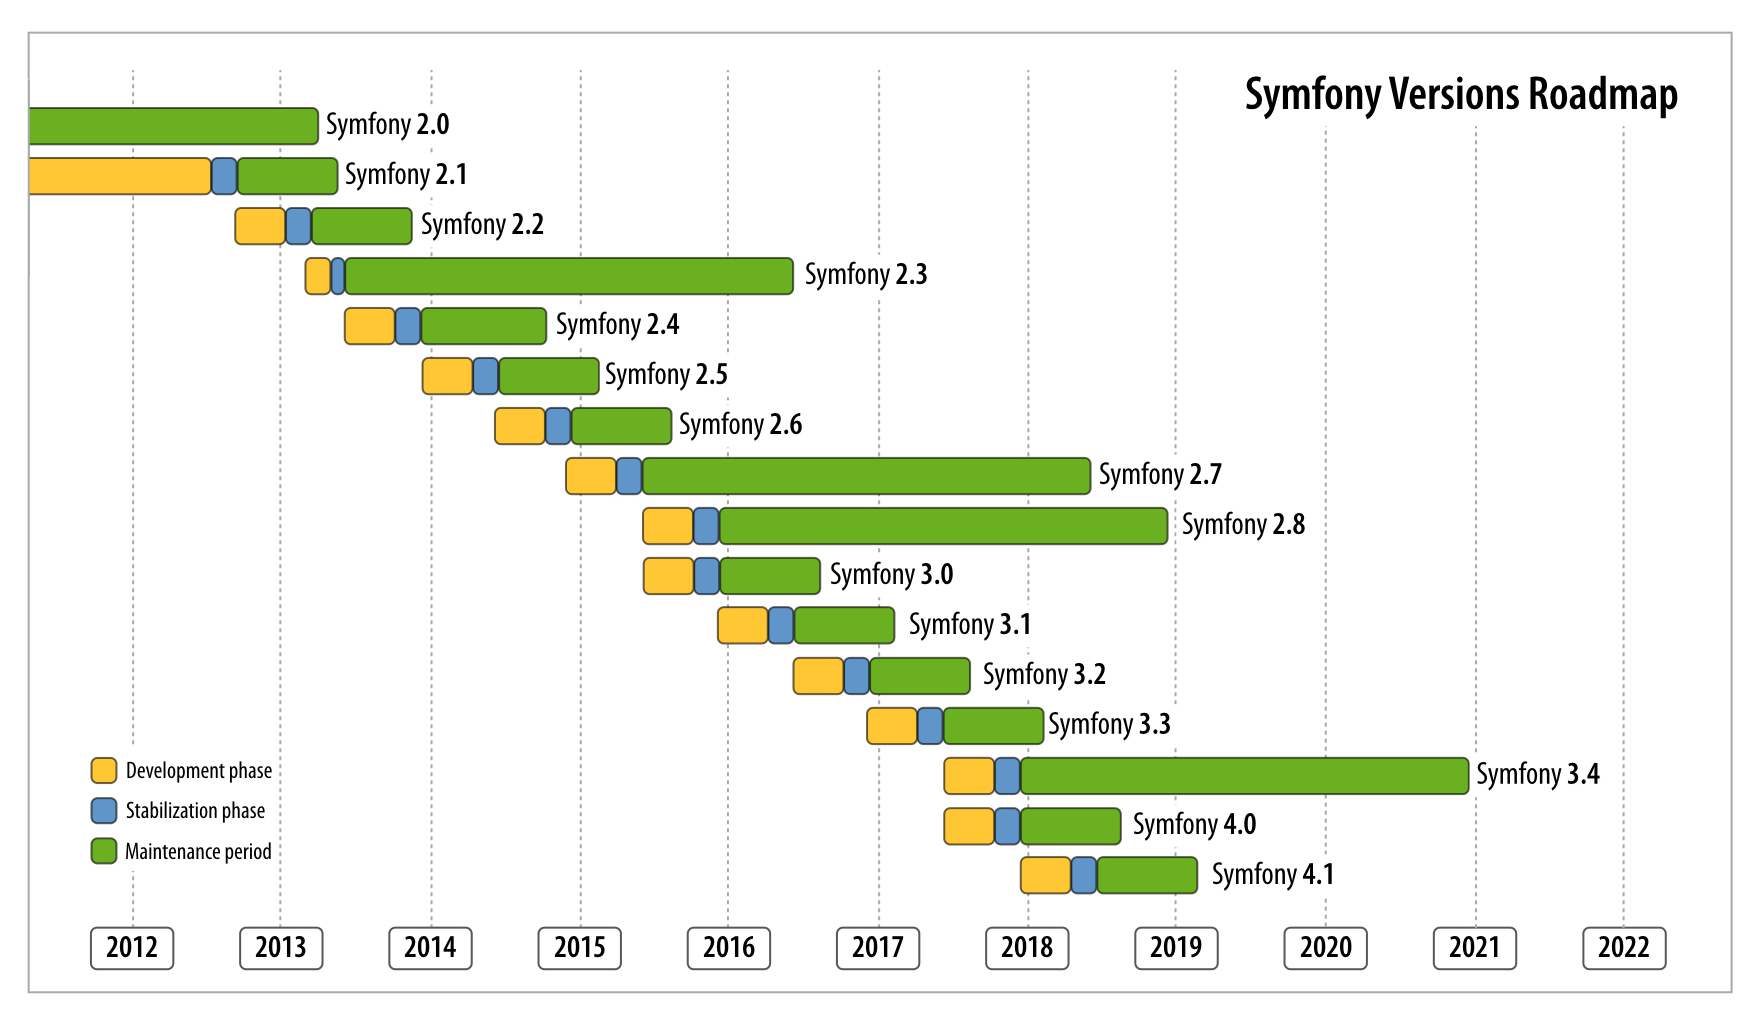 Symfony Versions Roadmap
Symfony 2.0
Symfony 2.1
Symfony 2.2
Symfony 2.3
Symfony 2.4
Symfony 2.5
Symfony 2.6
Symfony 2.7
Symfony 2.8
Symfony 3.0
Symfony 3.1
Symfony 3.2
Symfony 3.3
Symfony 3.4
Symfony 4.0
Symfony 4.1
Development phase
Stabilization phase
Maintenance period
2012 2013 2014 2015 2016 2017 2018 2019 2020 2021 2022